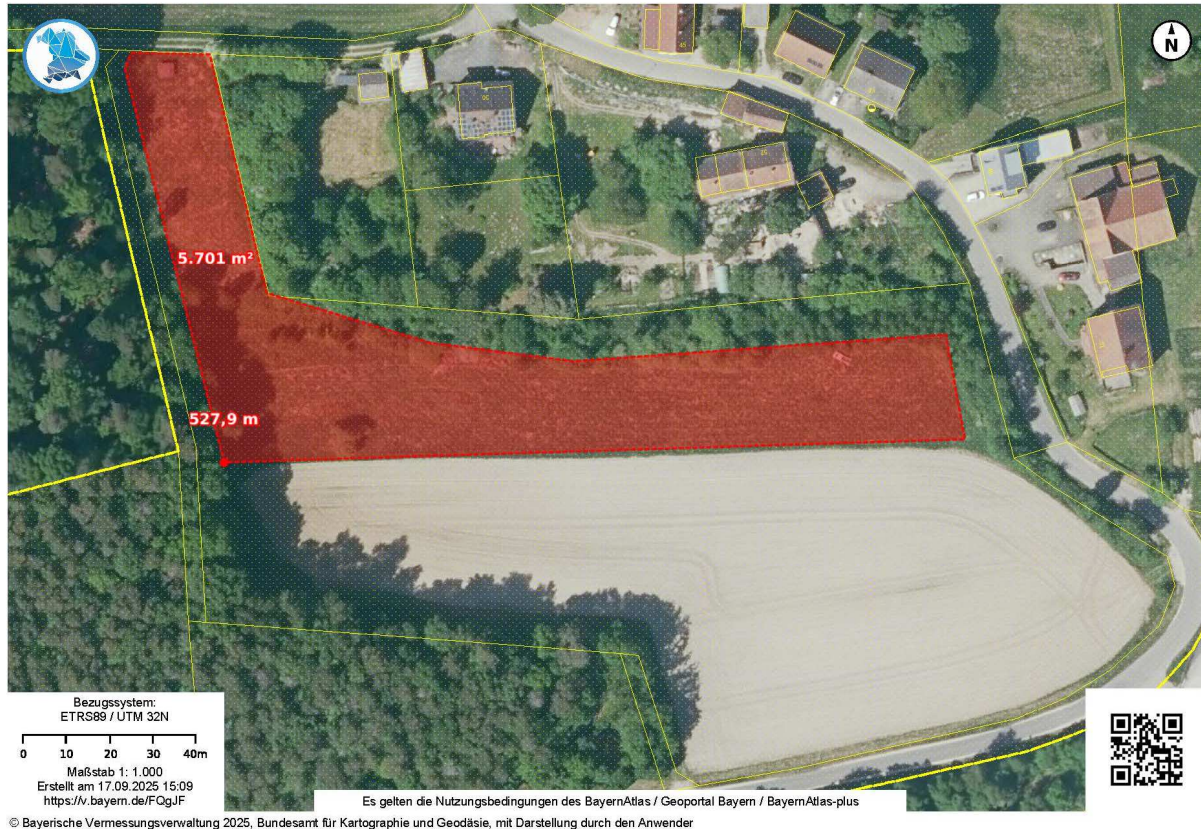 N
5.701 m²
527,9 m
Bezugssystem:
ETRS89 / UTM 32N
0 10 20 30 40m
Maßstab 1: 1.000
Erstellt am 17.09.2025 15:09
https://v.bayern.de/FQgJF
Es gelten die Nutzungsbedingungen des BayernAtlas / Geoportal Bayern / BayernAtlas-plus
© Bayerische Vermessungsverwaltung 2025, Bundesamt für Kartographie und Geodäsie, mit Darstellung durch den Anwender